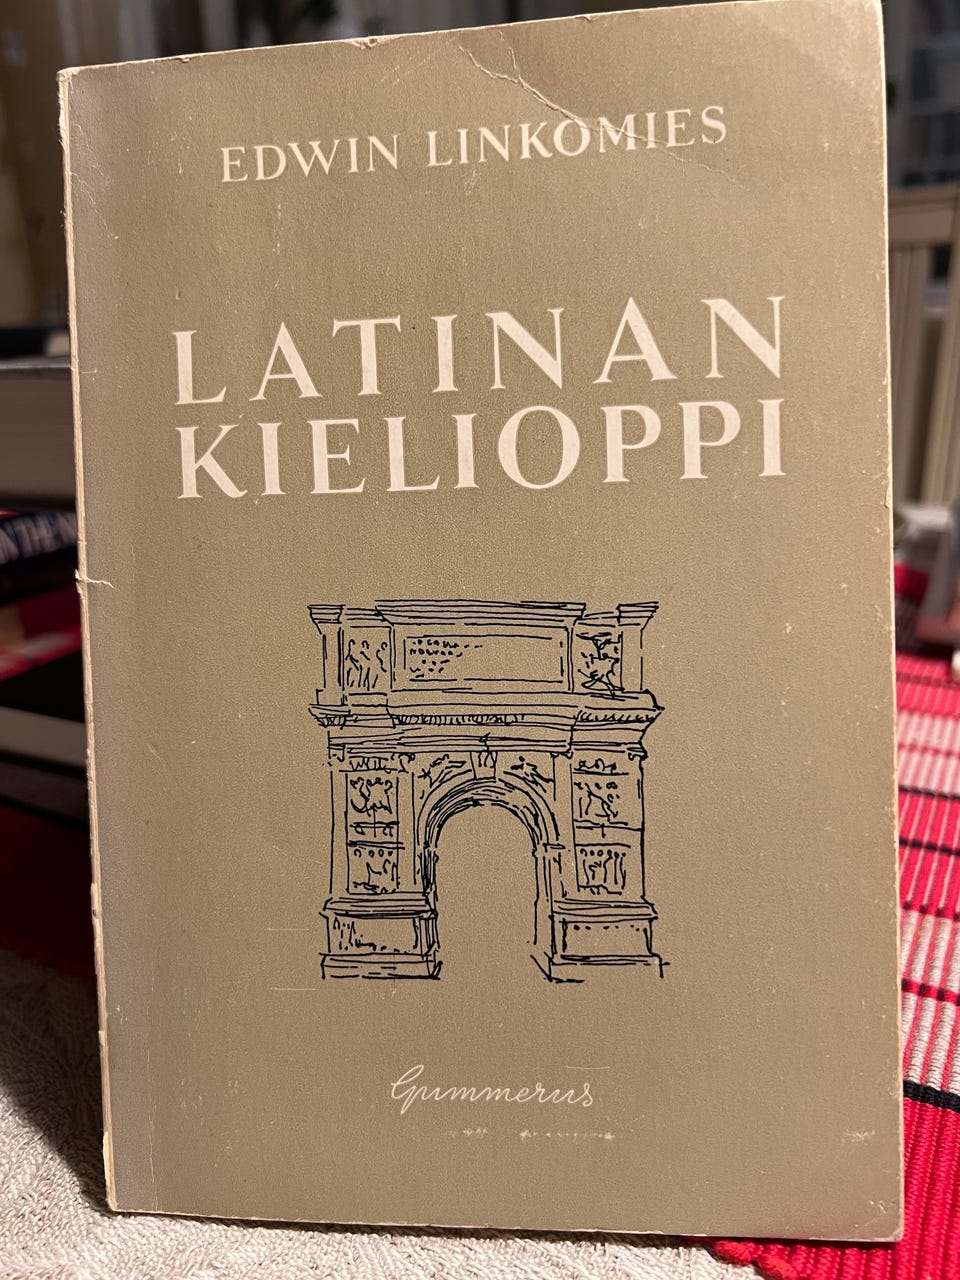 EDWIN LINKOMIES
LATINAN
KIELIOPPI
Gummerus